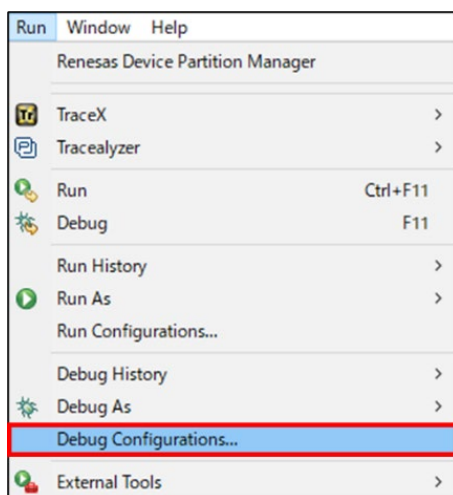 Run Window Help
Renesas Device Partition Manager
Tr TraceX >
Tracealyzer >
Run Ctrl+F11
Debug F11
Run History >
Run As >
Run Configurations...
Debug History >
Debug As >
Debug Configurations...
External Tools >